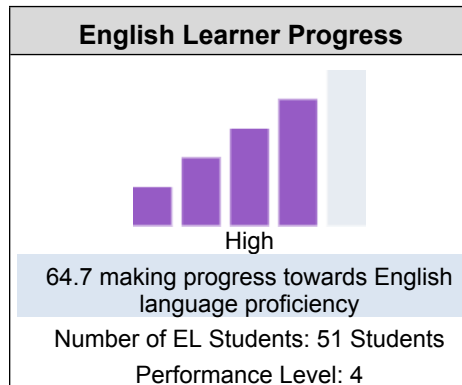 English Learner Progress
High
64.7 making progress towards English
language proficiency
Number of EL Students: 51 Students
Performance Level: 4